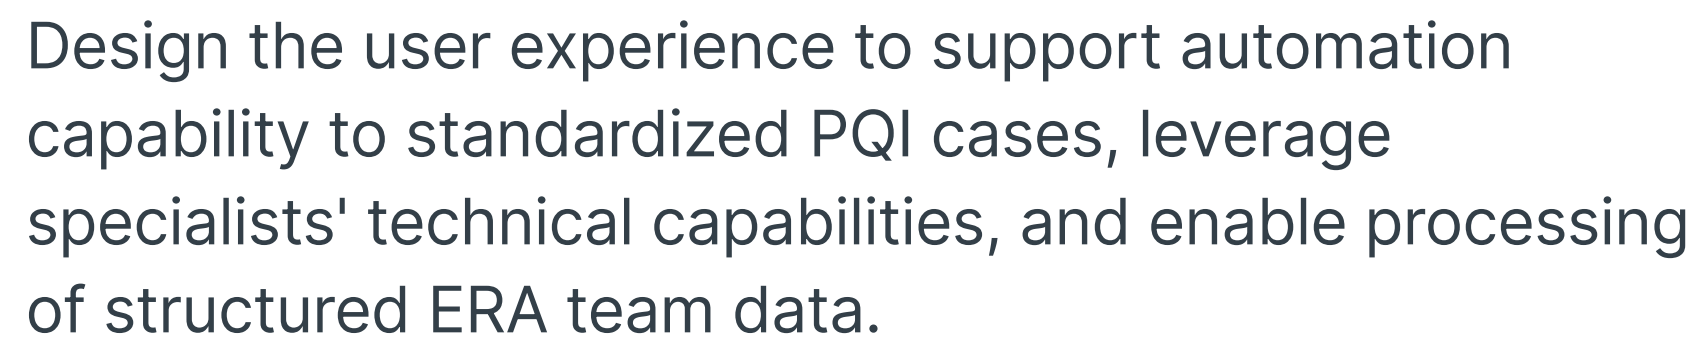 Design the user experience to support automation
capability to standardized PQI cases, leverage
specialists' technical capabilities, and enable processing
of structured ERA team data.